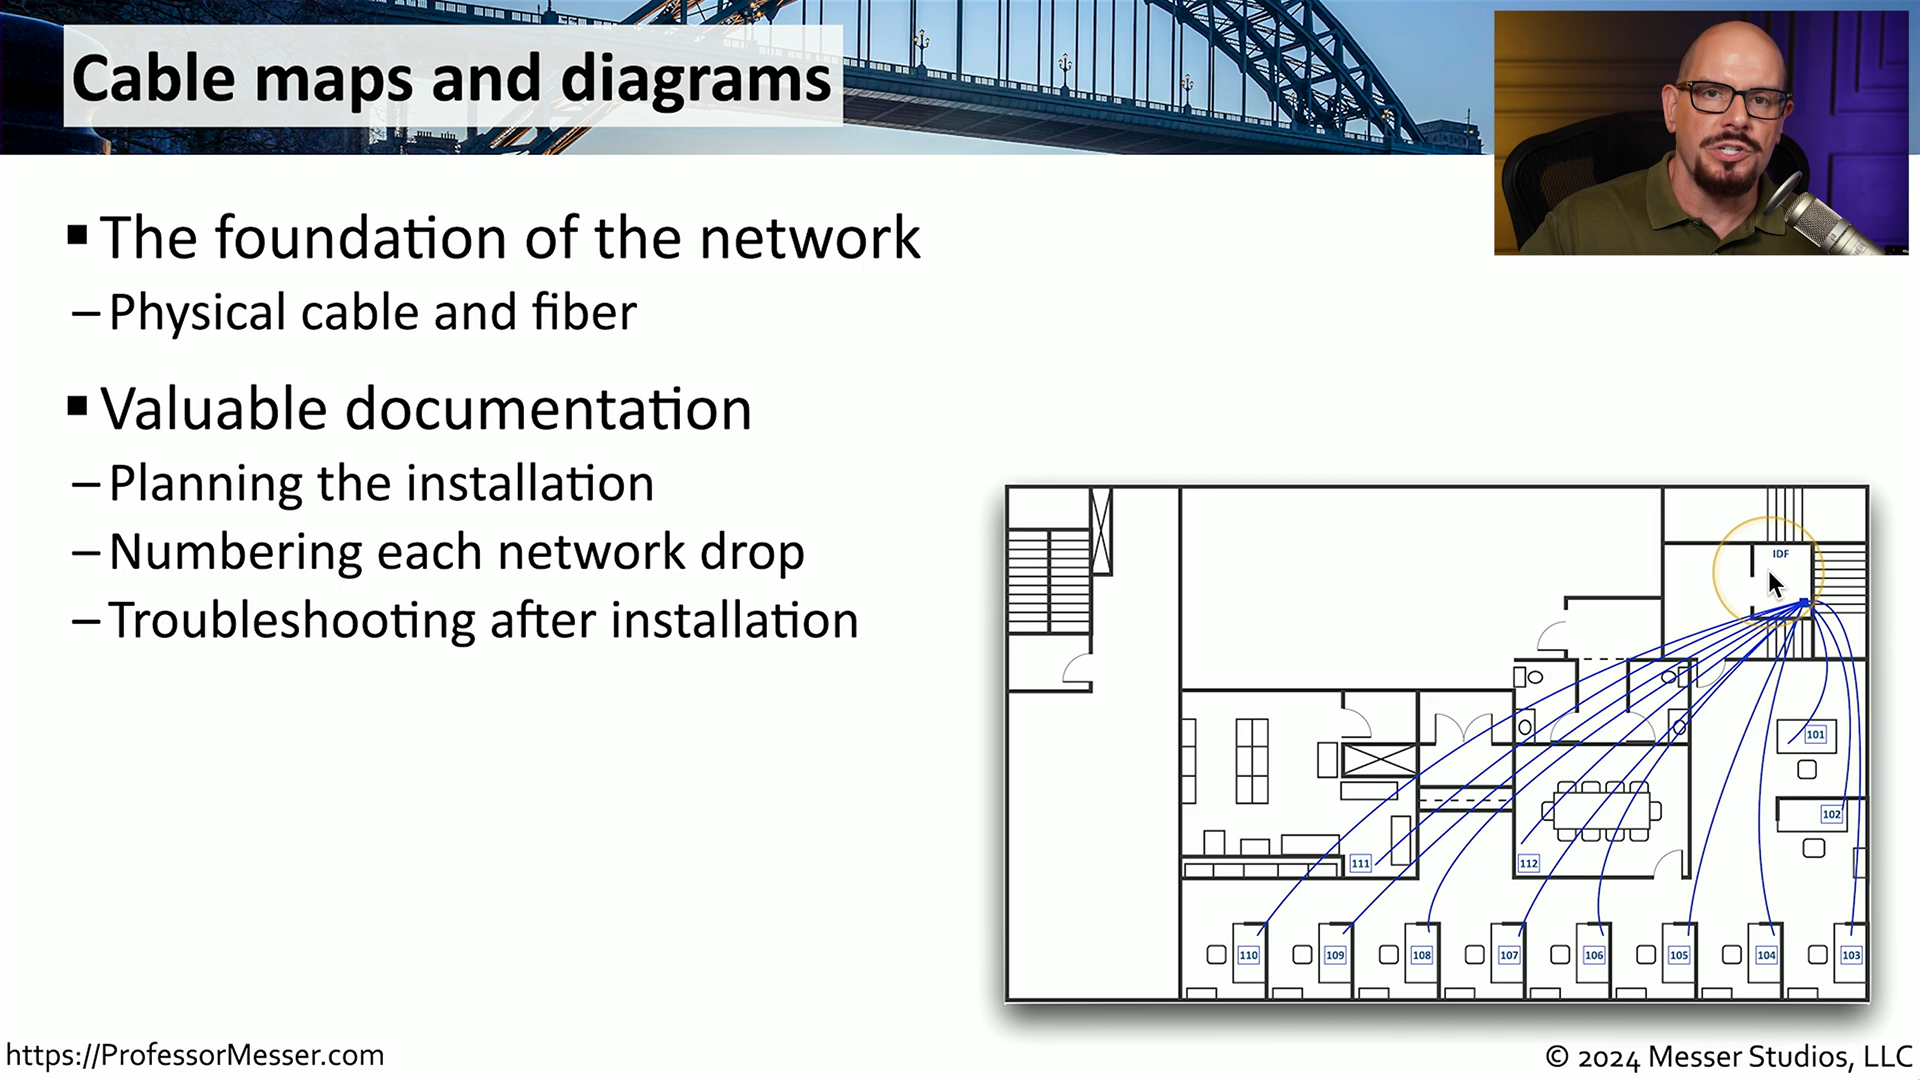 Cable maps and diagrams
▪ The foundation of the network
– Physical cable and fiber
▪ Valuable documentation
– Planning the installation
– Numbering each network drop
– Troubleshooting after installation
IDF
101
102
111
112
110
109
108
107
106
105
104
103
https://ProfessorMesser.com
© 2024 Messer Studios, LLC